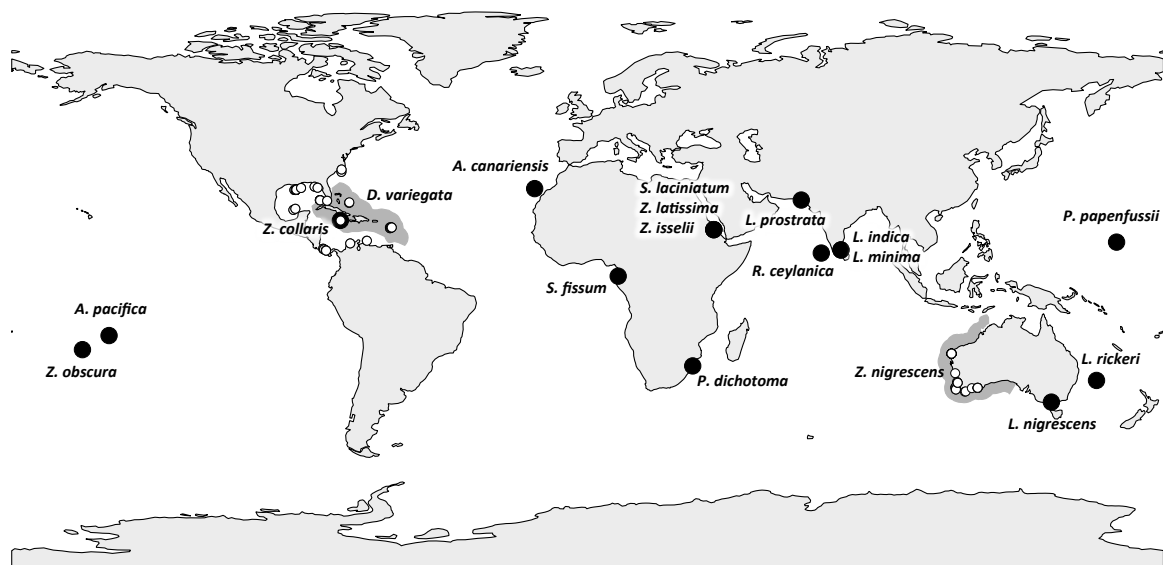 A. canariensis
D. variegata
S. laciniatum
Z. latissima
Z. isselii
L. prostrata
Z. collaris
P. papenfussii
L. indica
L. minima
R. ceylanica
S. fissum
A. pacifica
Z. obscura
P. dichotoma
Z. nigrescens
L. rickeri
L. nigrescens